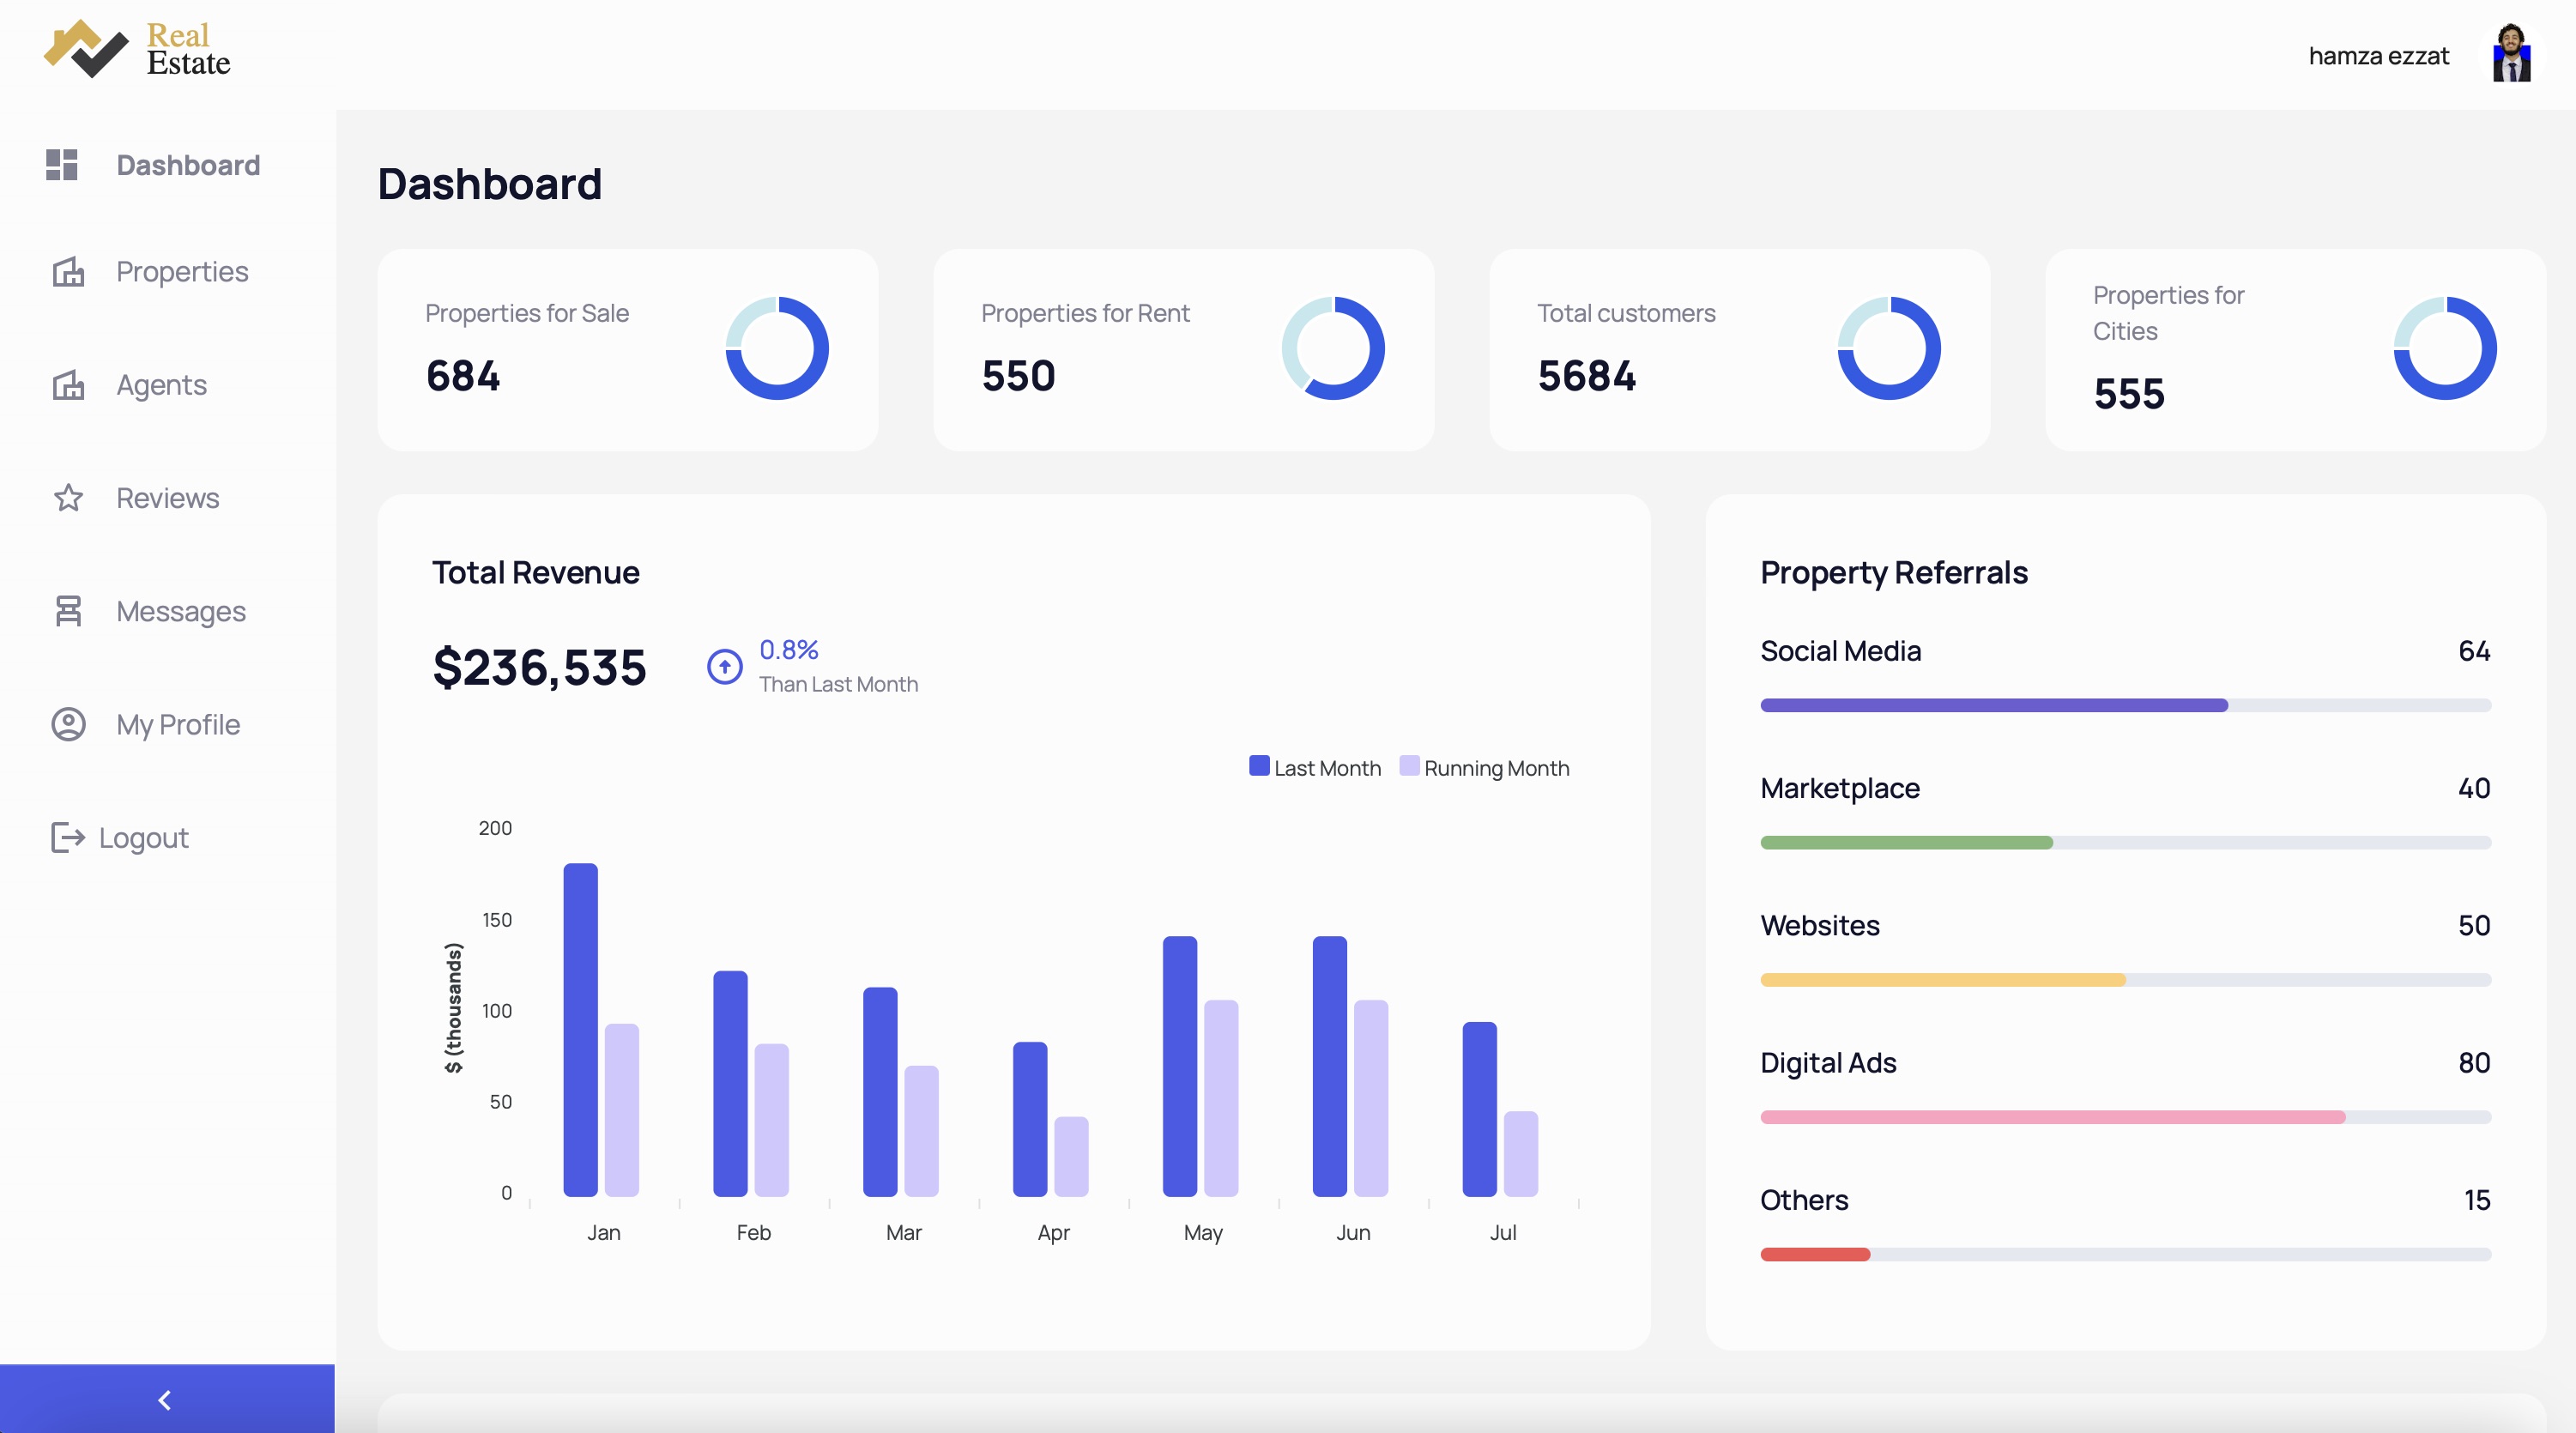 Real
Estate
hamza ezzat
Dashboard
Properties
Agents
Reviews
Messages
My Profile
Logout
Dashboard
Properties for Sale
684
Properties for Rent
550
Total customers
5684
Properties for
Cities
555
Total Revenue
$236,535
0.8%
Than Last Month
Last Month
Running Month
$ (thousands)
200
150
100
50
0
Jan
Feb
Mar
Apr
May
Jun
Jul
Property Referrals
Social Media
64
Marketplace
40
Websites
50
Digital Ads
80
Others
15